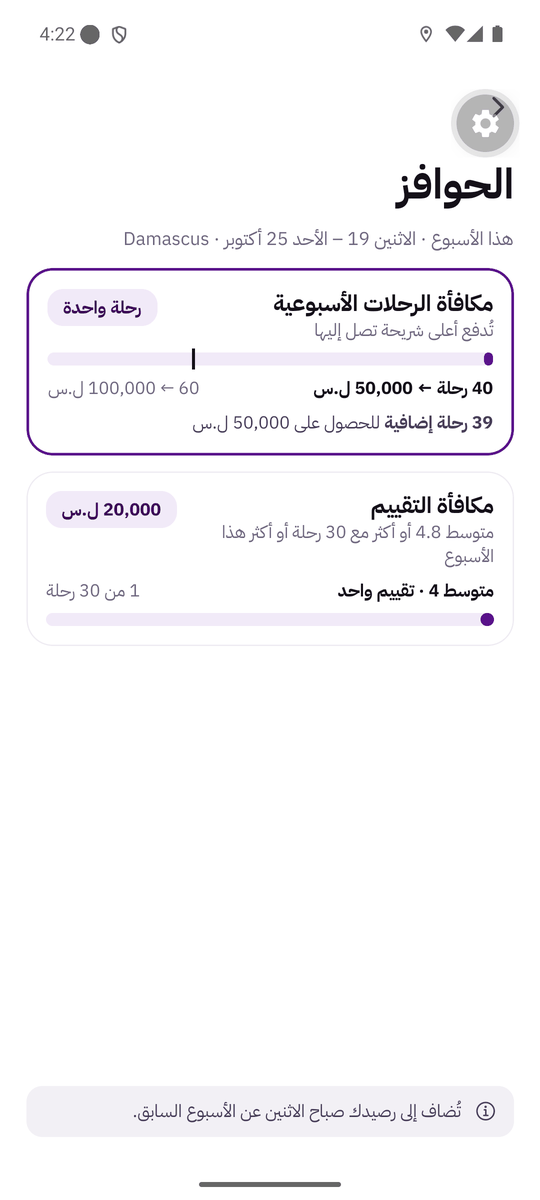 4:22
الحوافز
هذا الأسبوع · الاثنين 19 – الأحد 25 أكتوبر · Damascus
مكافأة الرحلات الأسبوعية
رحلة واحدة
تُدفع أعلى شريحة تصل إليها
40 رحلة ← 50,000 ل.س
60 ← 100,000 ل.س
39 رحلة إضافية للحصول على 50,000 ل.س
مكافأة التقييم
20,000 ل.س
متوسط 4.8 أو أكثر مع 30 رحلة أو أكثر هذا
الأسبوع
متوسط 4 · تقييم واحد
1 من 30 رحلة
تُضاف إلى رصيدك صباح الاثنين عن الأسبوع السابق.